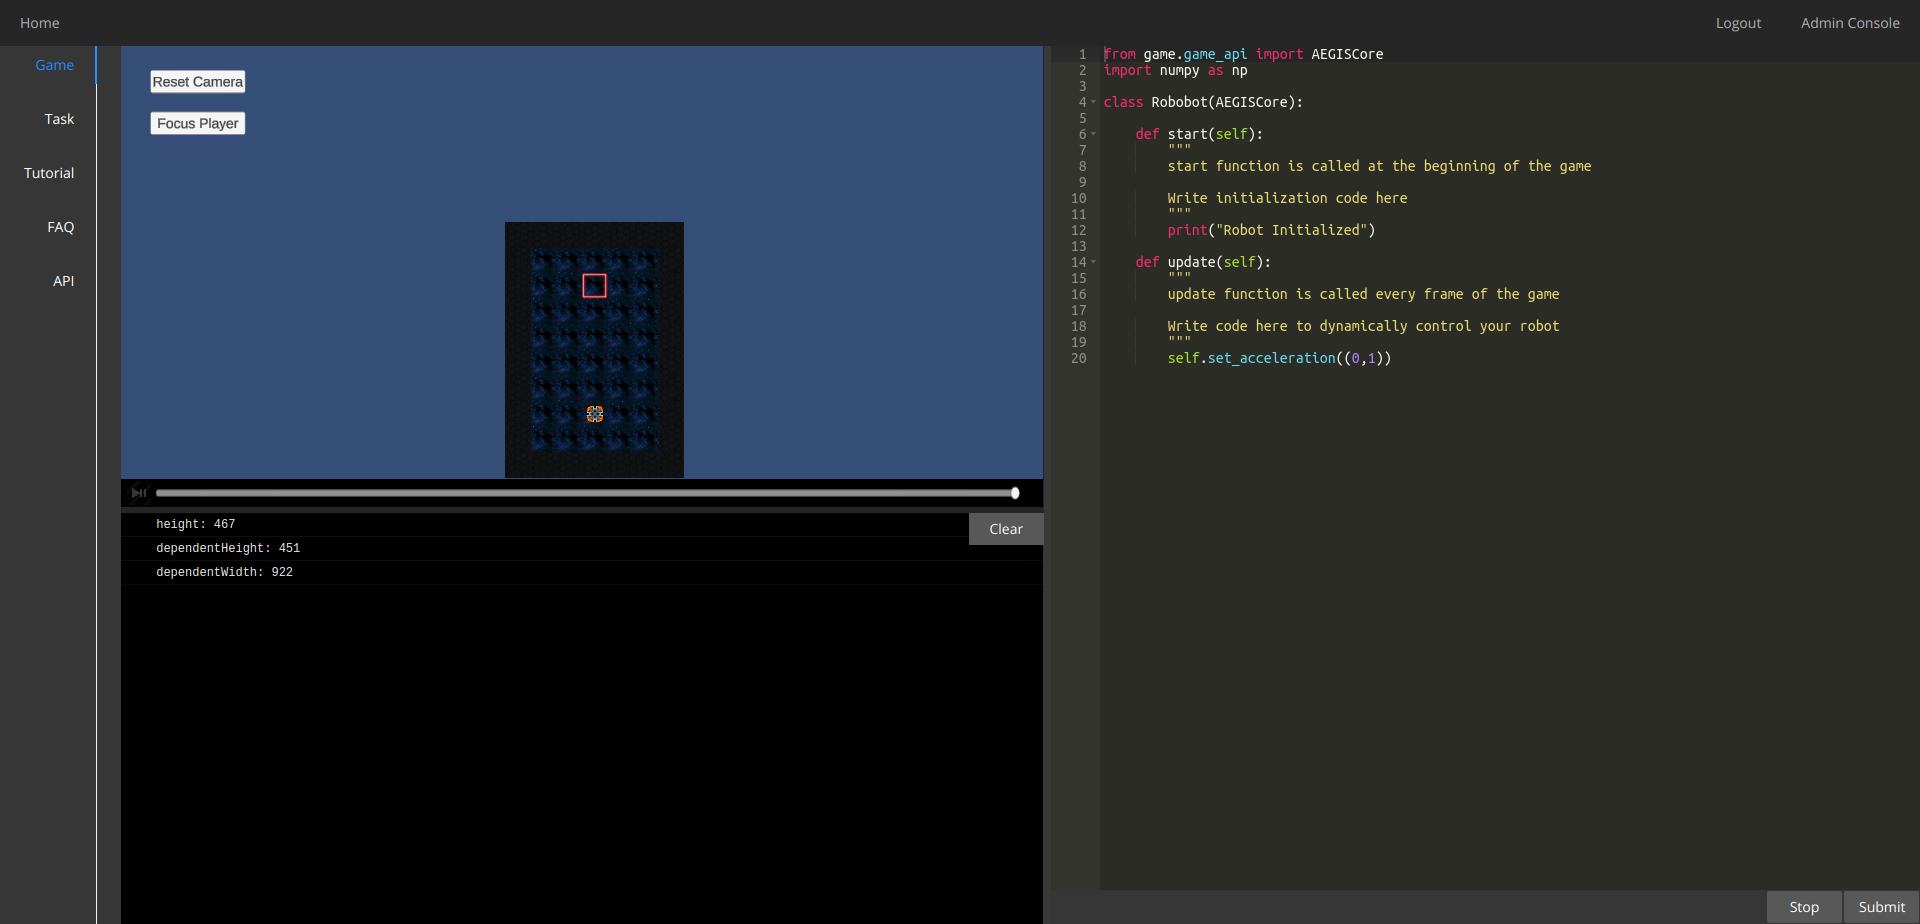 Home
Logout
Admin Console
Game
Task
Tutorial
FAQ
API
Reset Camera
Focus Player
height: 467
dependentHeight: 451
dependentWidth: 922
Clear
1 from game.game_api import AEGISCore
2 import numpy as np
3
4 class Robobot(AEGISCore):
5
6     def start(self):
7         """
8         start function is called at the beginning of the game
9
10         Write initialization code here
11         """
12         print("Robot Initialized")
13
14     def update(self):
15         """
16         update function is called every frame of the game
17
18         Write code here to dynamically control your robot
19         """
20         self.set_acceleration((0,1))
Stop
Submit